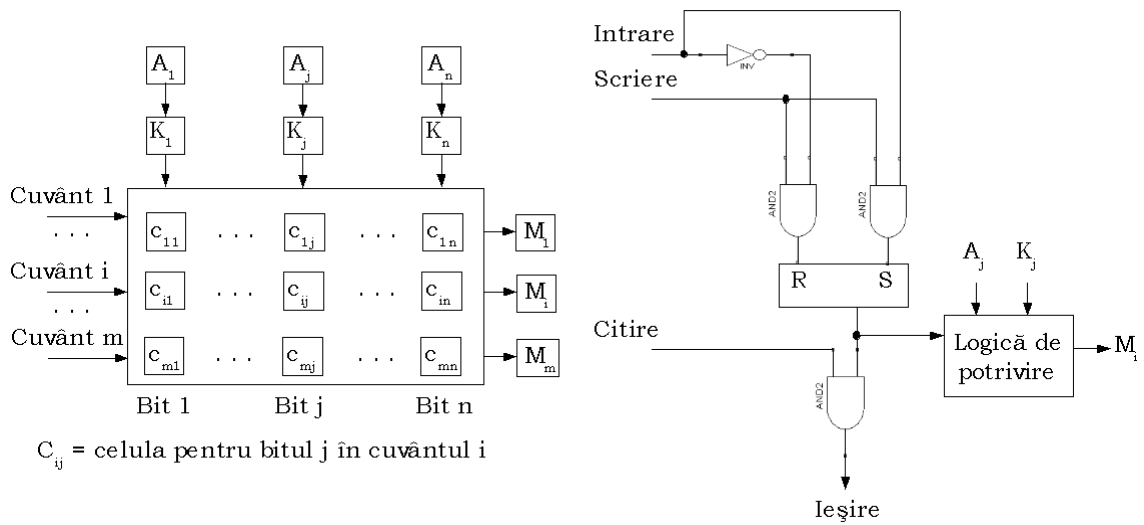 A1 Aj An
K1 Kj Kn
Cuvânt 1
. . .
c11 . . . c1j . . . c1n M1
Cuvânt i
. . .
ci1 . . . cij . . . cin Mi
Cuvânt m
cm1 . . . cmj . . . cmn Mm
Bit 1 Bit j Bit n
Cij = celula pentru bitul j în cuvântul i
Intrare
INV
Scriere
AND2 AND2
R S
Aj Kj
Citire
Logică de
potrivire
Mi
AND2
Ieşire